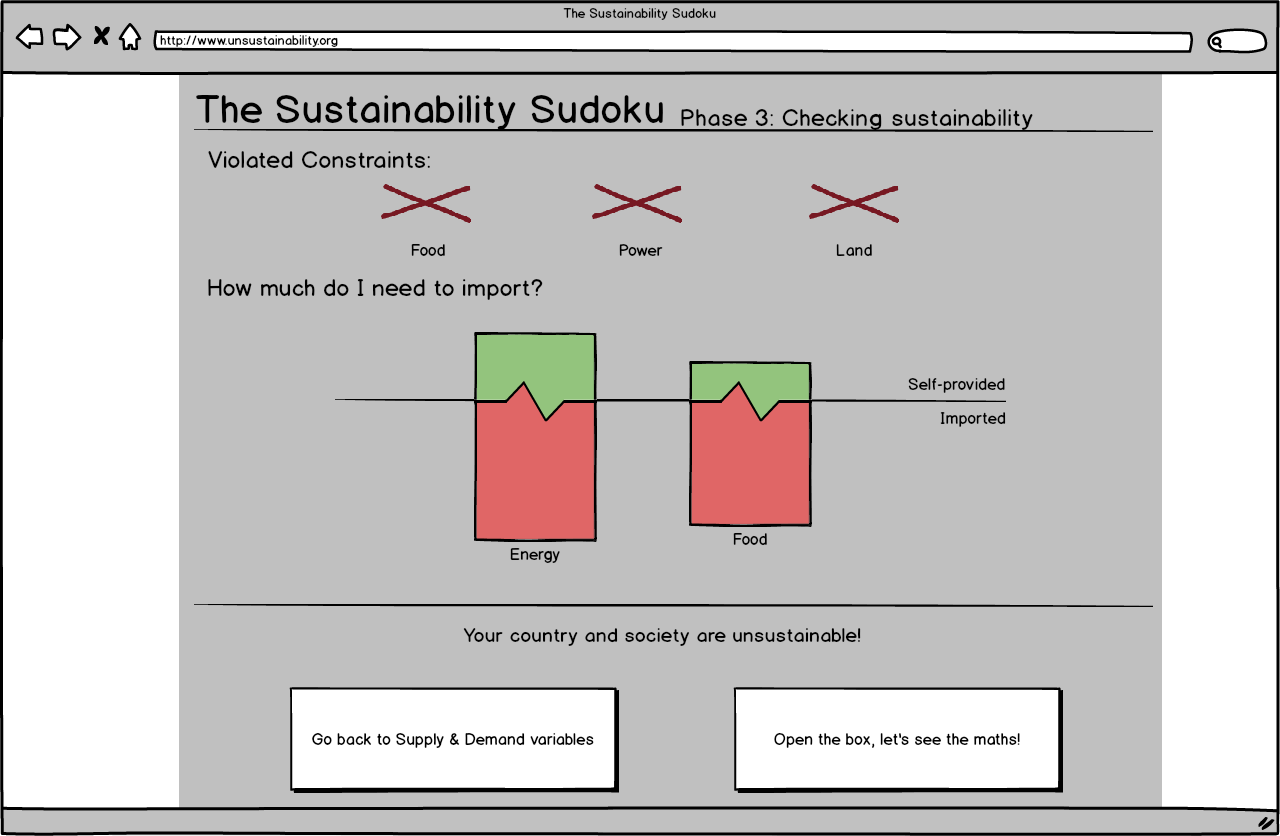 The Sustainability Sudoku
http://www.unsustainability.org
The Sustainability Sudoku Phase 3: Checking sustainability
Violated Constraints:
Food Power Land
How much do I need to import?
Self-provided
Imported
Energy
Food
Your country and society are unsustainable!
Go back to Supply & Demand variables
Open the box, let's see the maths!